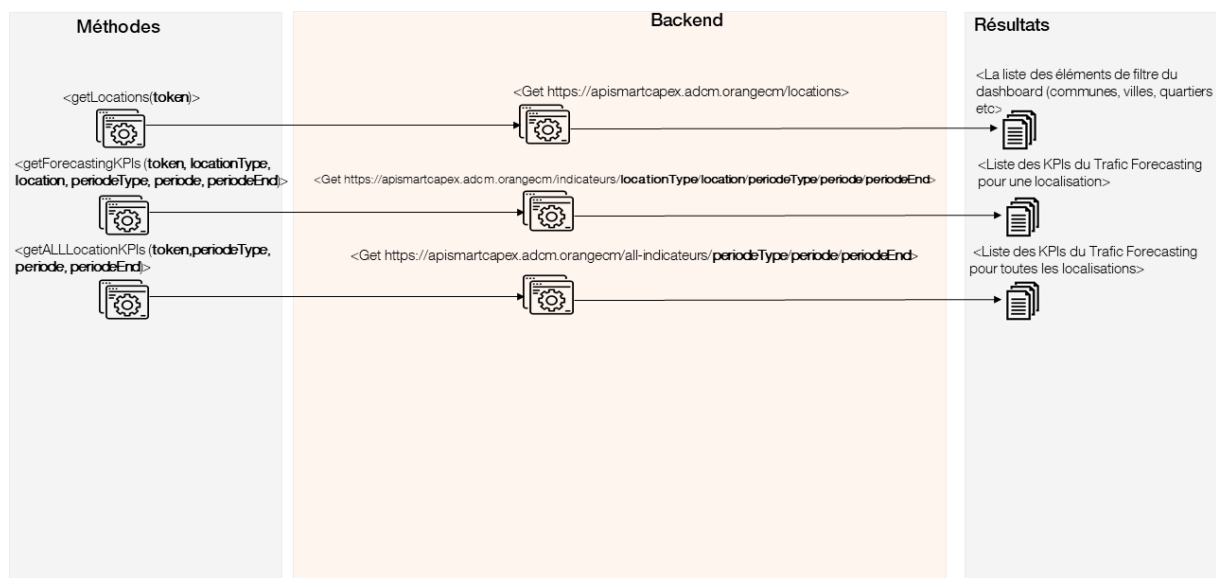 Méthodes
Backend
Résultats
<getLocations(token)>
<Get https://apismartcapex.adcm.orangecm/locations>
<La liste des éléments de filtre du
dashboard (communes, villes, quartiers
etc>
<getForecastingKPIs (token, locationType,
location, periodeType, periode, periodeEnd)>
<Get https://apismartcapex.adcm.orangecm/indicateurs/locationType/location/periodeType/periode/periodeEnd>
<Liste des KPIs du Trafic Forecasting
pour une localisation>
<getALLLocationKPIs (token,periodeType,
periode, periodeEnd)>
<Get https://apismartcapex.adcm.orangecm/all-indicateurs/periodeType/periode/periodeEnd>
<Liste des KPIs du Trafic Forecasting
pour toutes les localisations>